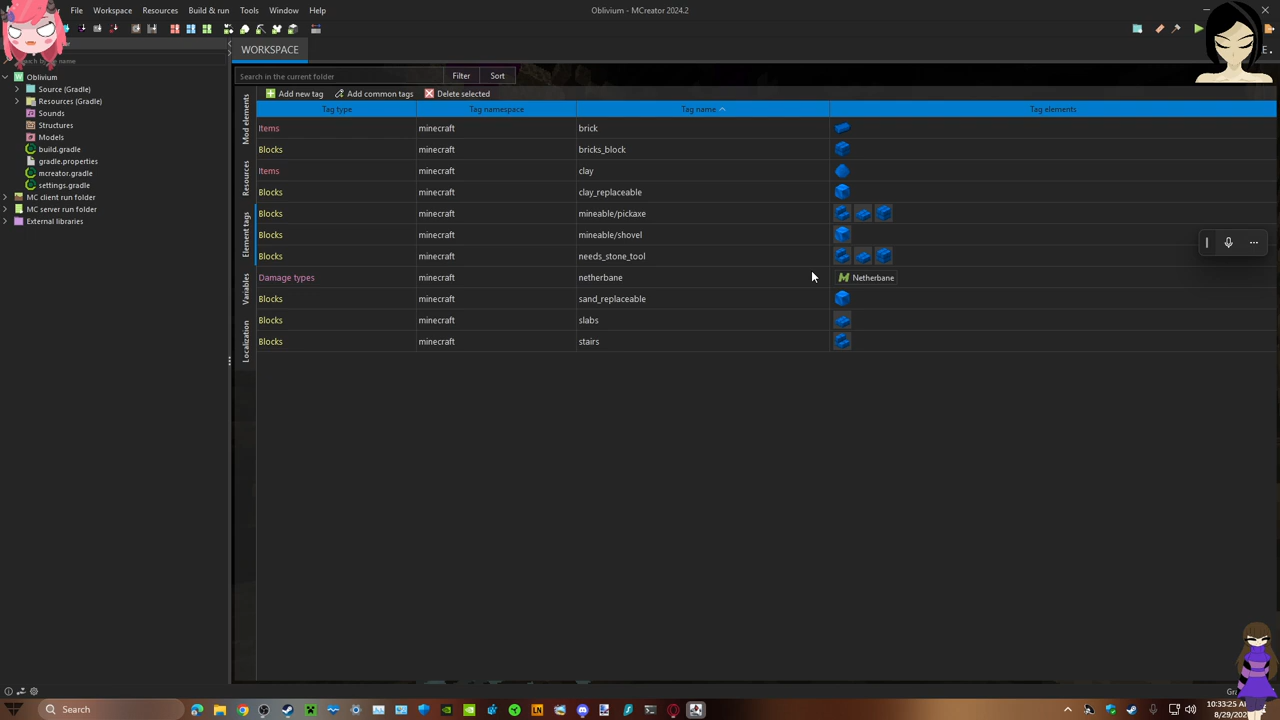 File Workspace Resources Build & run Tools Window Help Oblivium - MCreator 2024.2
WORKSPACE
Search in the current folder Filter Sort
Add new tag Add common tags Delete selected
Tag type Tag namespace Tag name Tag elements
Items minecraft brick
Blocks minecraft bricks_block
Items minecraft clay
Blocks minecraft clay_replaceable
Blocks minecraft mineable/pickaxe
Blocks minecraft mineable/shovel
Blocks minecraft needs_stone_tool
Damage types minecraft netherbane Netherbane
Blocks minecraft sand_replaceable
Blocks minecraft slabs
Blocks minecraft stairs
Mod elements
Resources
Element tags
Variables
Localization
Oblivium
Source (Gradle)
Resources (Gradle)
Sounds
Structures
Models
build.gradle
gradle.properties
mcreator.gradle
settings.gradle
MC client run folder
MC server run folder
External libraries
Search
10:33:25 AM